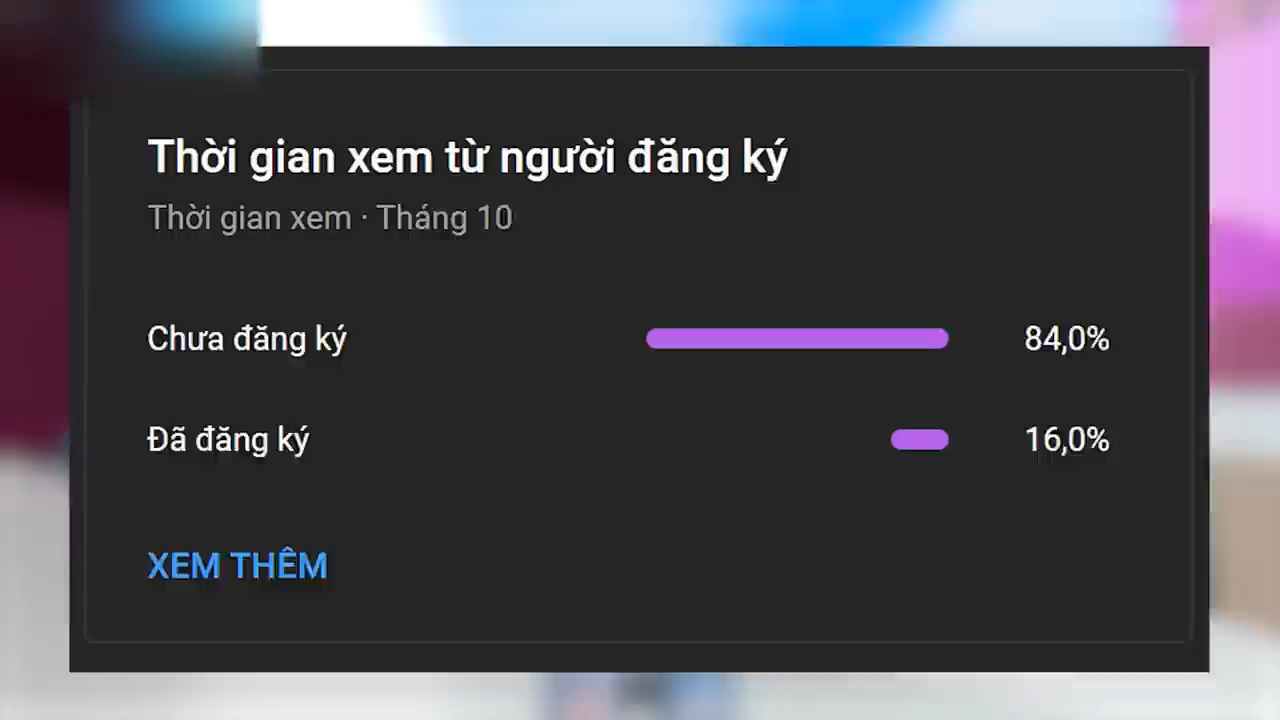 Thời gian xem từ người đăng ký
Thời gian xem · Tháng 10
Chưa đăng ký 84,0%
Đã đăng ký 16,0%
XEM THÊM